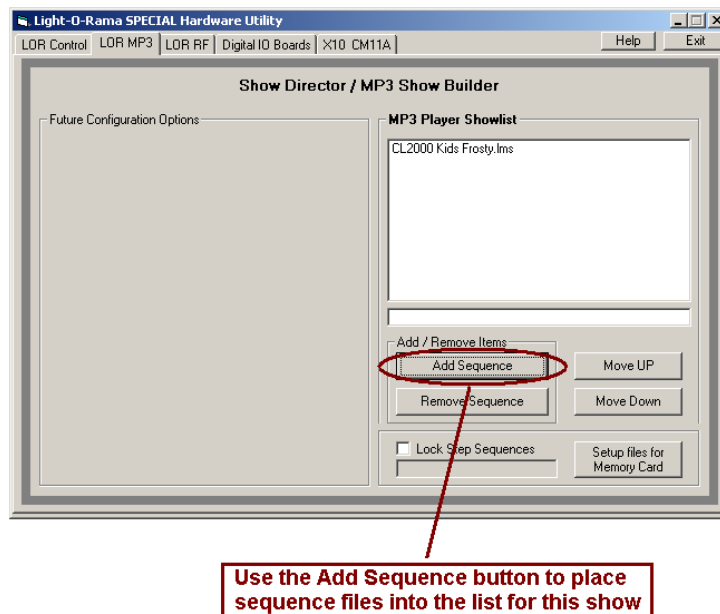 Light-O-Rama SPECIAL Hardware Utility
LOR Control LOR MP3 LOR RF Digital IO Boards X10 CM11A Help Exit
Show Director / MP3 Show Builder
Future Configuration Options
MP3 Player Showlist
CL2000 Kids Frosty.lms
Add / Remove Items
Add Sequence
Move UP
Remove Sequence
Move Down
Lock Step Sequences
Setup files for
Memory Card
Use the Add Sequence button to place
sequence files into the list for this show